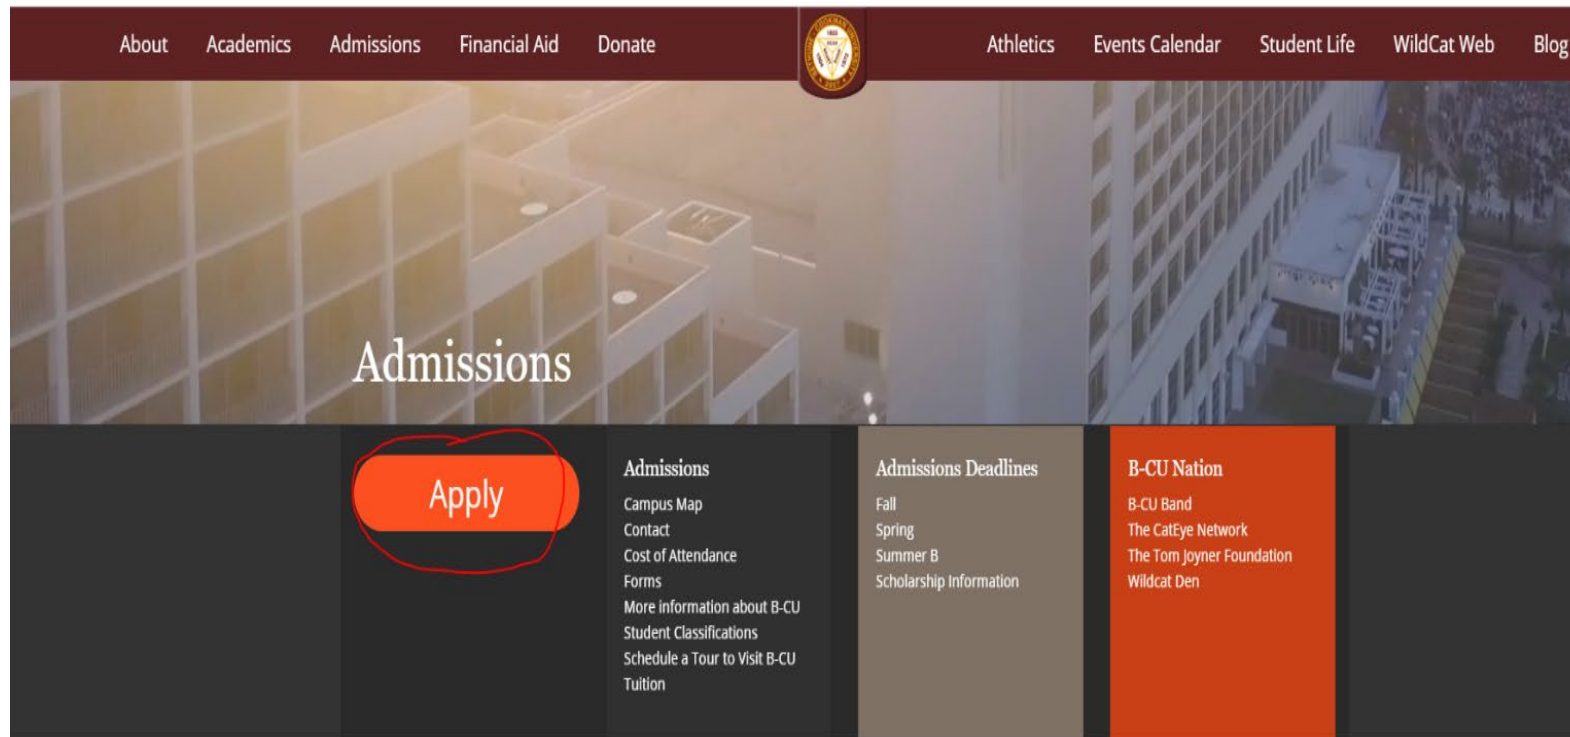 About Academics Admissions Financial Aid Donate
Athletics Events Calendar Student Life WildCat Web Blog
Admissions
Apply
Admissions
Campus Map
Contact
Cost of Attendance
Forms
More information about B-CU
Student Classifications
Schedule a Tour to Visit B-CU
Tuition
Admissions Deadlines
Fall
Spring
Summer B
Scholarship Information
B-CU Nation
B-CU Band
The CatEye Network
The Tom Joyner Foundation
Wildcat Den